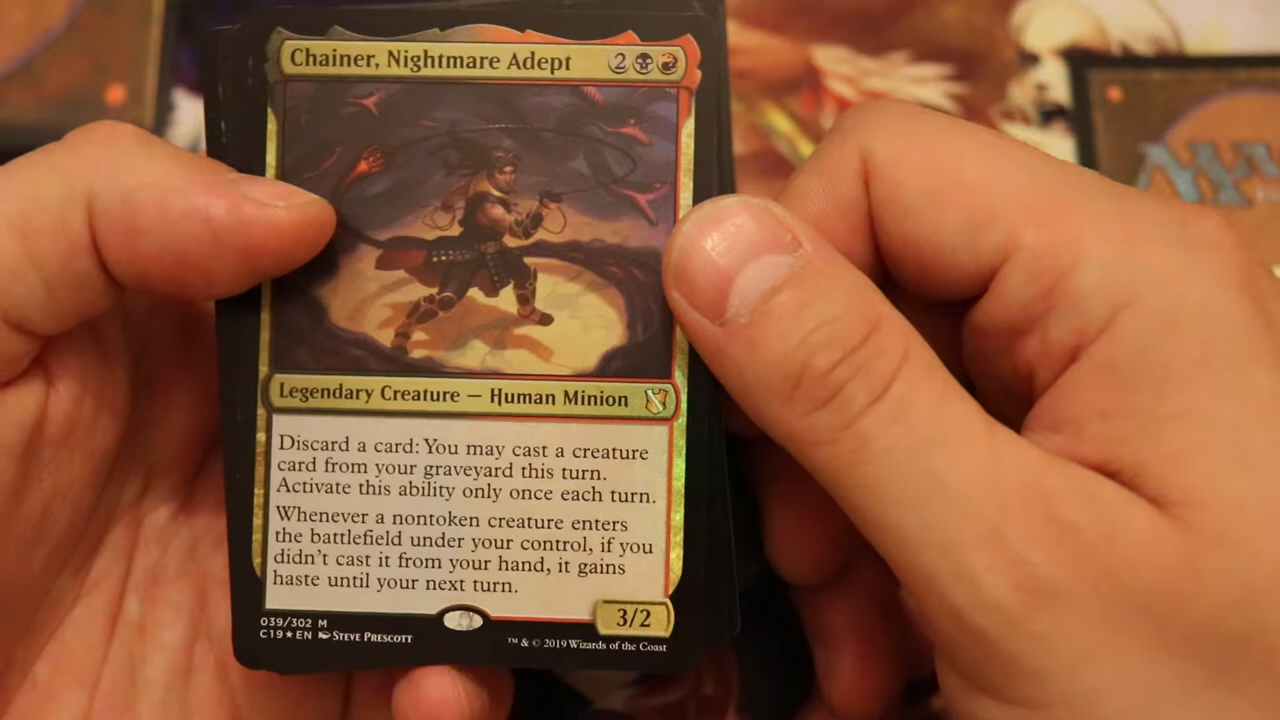 Chainer, Nightmare Adept 2
Legendary Creature — Human Minion
Discard a card: You may cast a creature
card from your graveyard this turn.
Activate this ability only once each turn.
Whenever a nontoken creature enters
the battlefield under your control, if you
didn't cast it from your hand, it gains
haste until your next turn.
3/2
039/302 M
C19★EN Steve Prescott
™ & © 2019 Wizards of the Coast